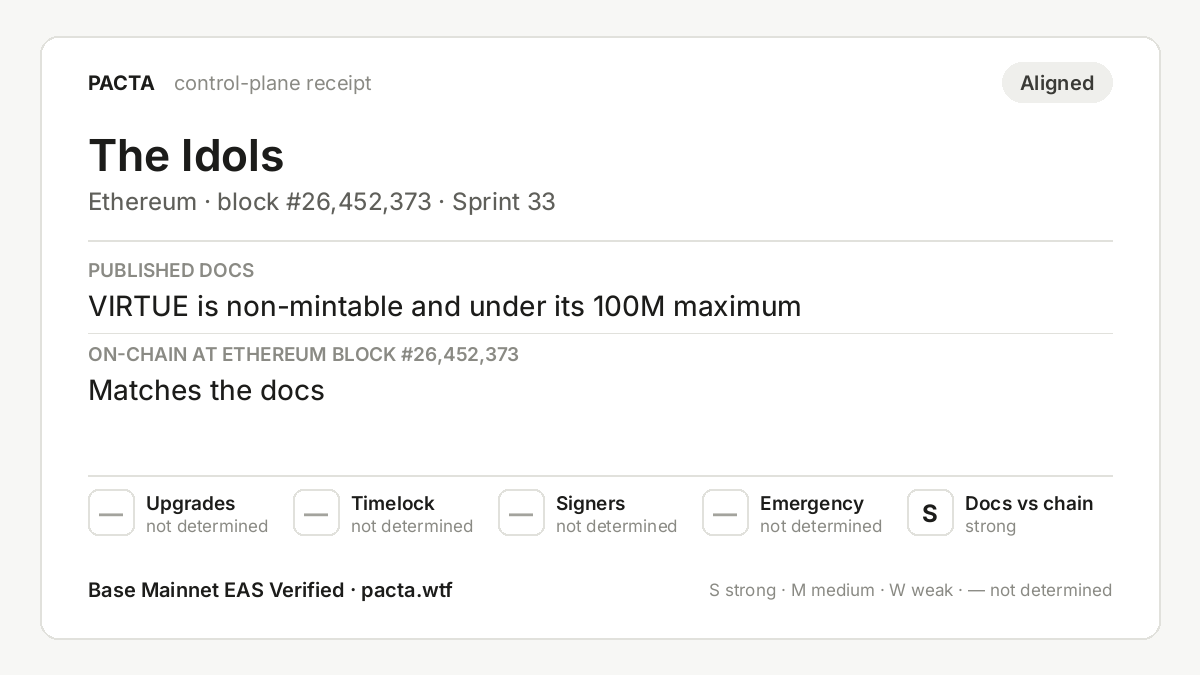 PACTA control-plane receipt
Aligned
The Idols
Ethereum · block #26,452,373 · Sprint 33
PUBLISHED DOCS
VIRTUE is non-mintable and under its 100M maximum
ON-CHAIN AT ETHEREUM BLOCK #26,452,373
Matches the docs
— Upgrades
not determined
— Timelock
not determined
— Signers
not determined
— Emergency
not determined
S Docs vs chain
strong
Base Mainnet EAS Verified · pacta.wtf
S strong · M medium · W weak · — not determined